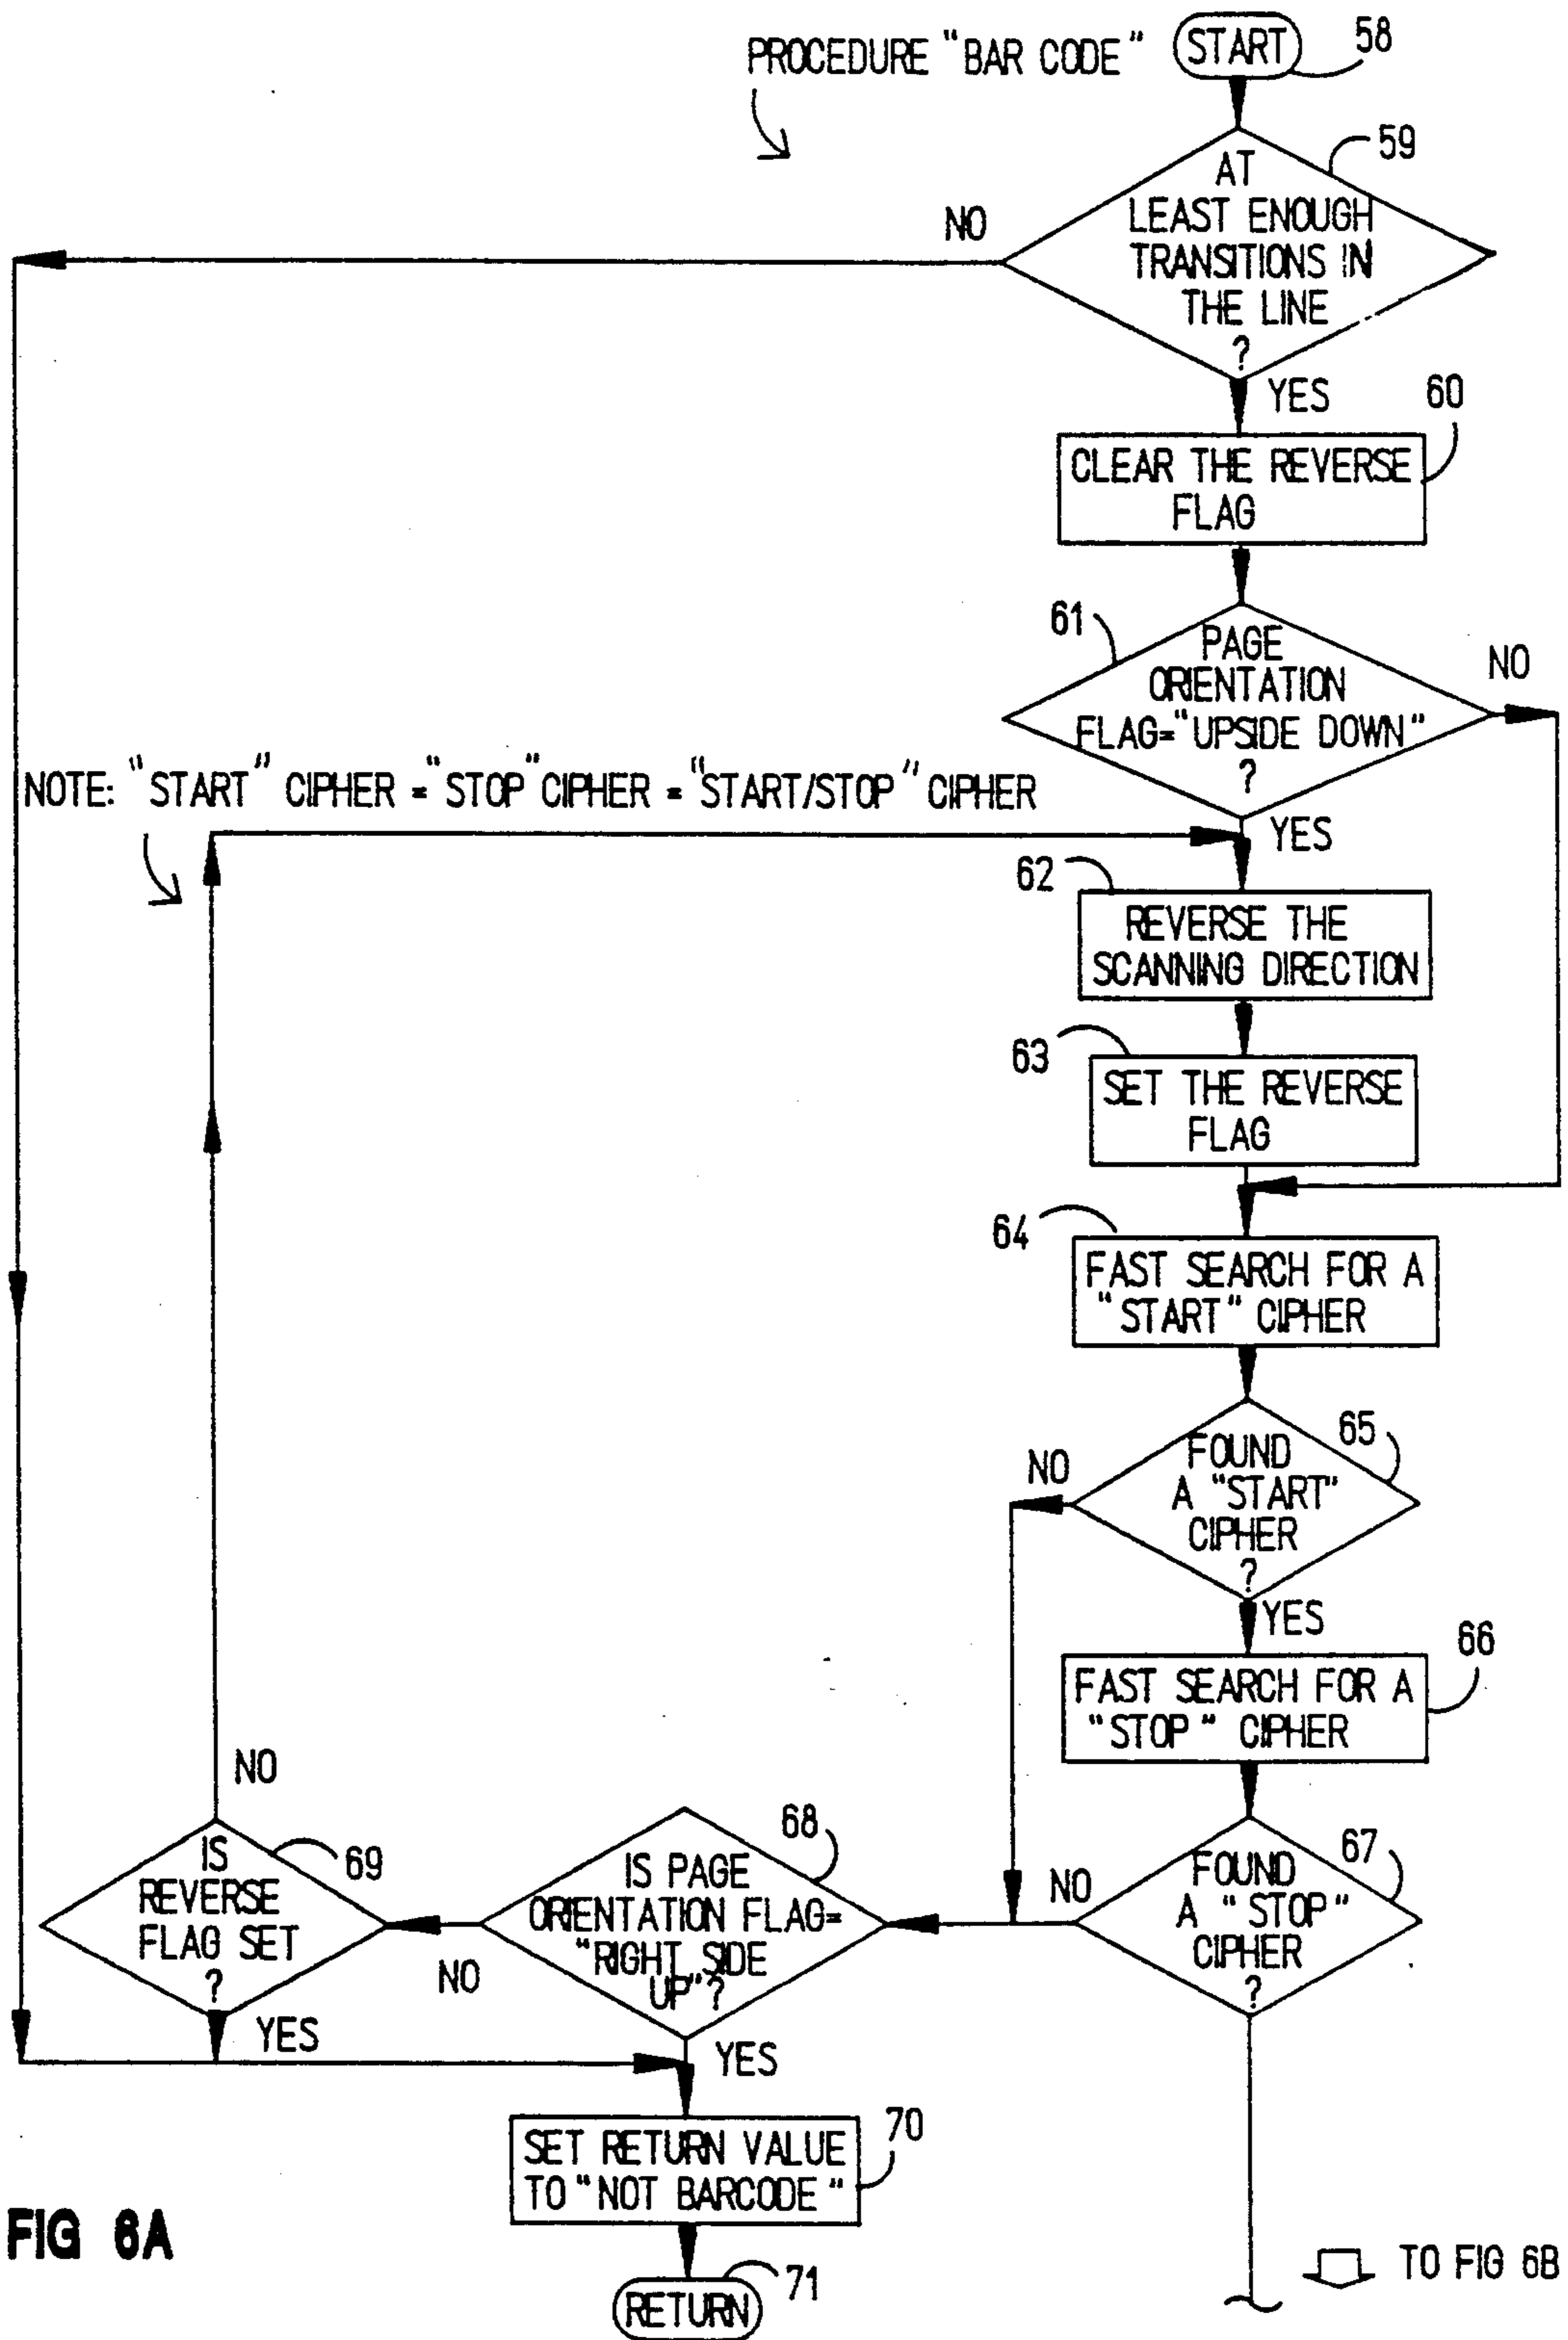 PROCEDURE "BAR CODE"
START
58
AT
LEAST ENOUGH
TRANSITIONS IN
THE LINE
?
59
NO
YES
60
CLEAR THE REVERSE
FLAG
61
PAGE
ORIENTATION
FLAG="UPSIDE DOWN"
?
NO
YES
NOTE: "START" CIPHER = "STOP" CIPHER = "START/STOP" CIPHER
62
REVERSE THE
SCANNING DIRECTION
63
SET THE REVERSE
FLAG
64
FAST SEARCH FOR A
"START" CIPHER
65
FOUND
A "START"
CIPHER
?
NO
YES
66
FAST SEARCH FOR A
"STOP" CIPHER
67
FOUND
A "STOP"
CIPHER
?
NO
68
IS PAGE
ORIENTATION FLAG=
"RIGHT SIDE
UP"?
NO
YES
69
IS
REVERSE
FLAG SET
?
NO
YES
70
SET RETURN VALUE
TO "NOT BARCODE"
71
RETURN
TO FIG 6B
FIG 6A